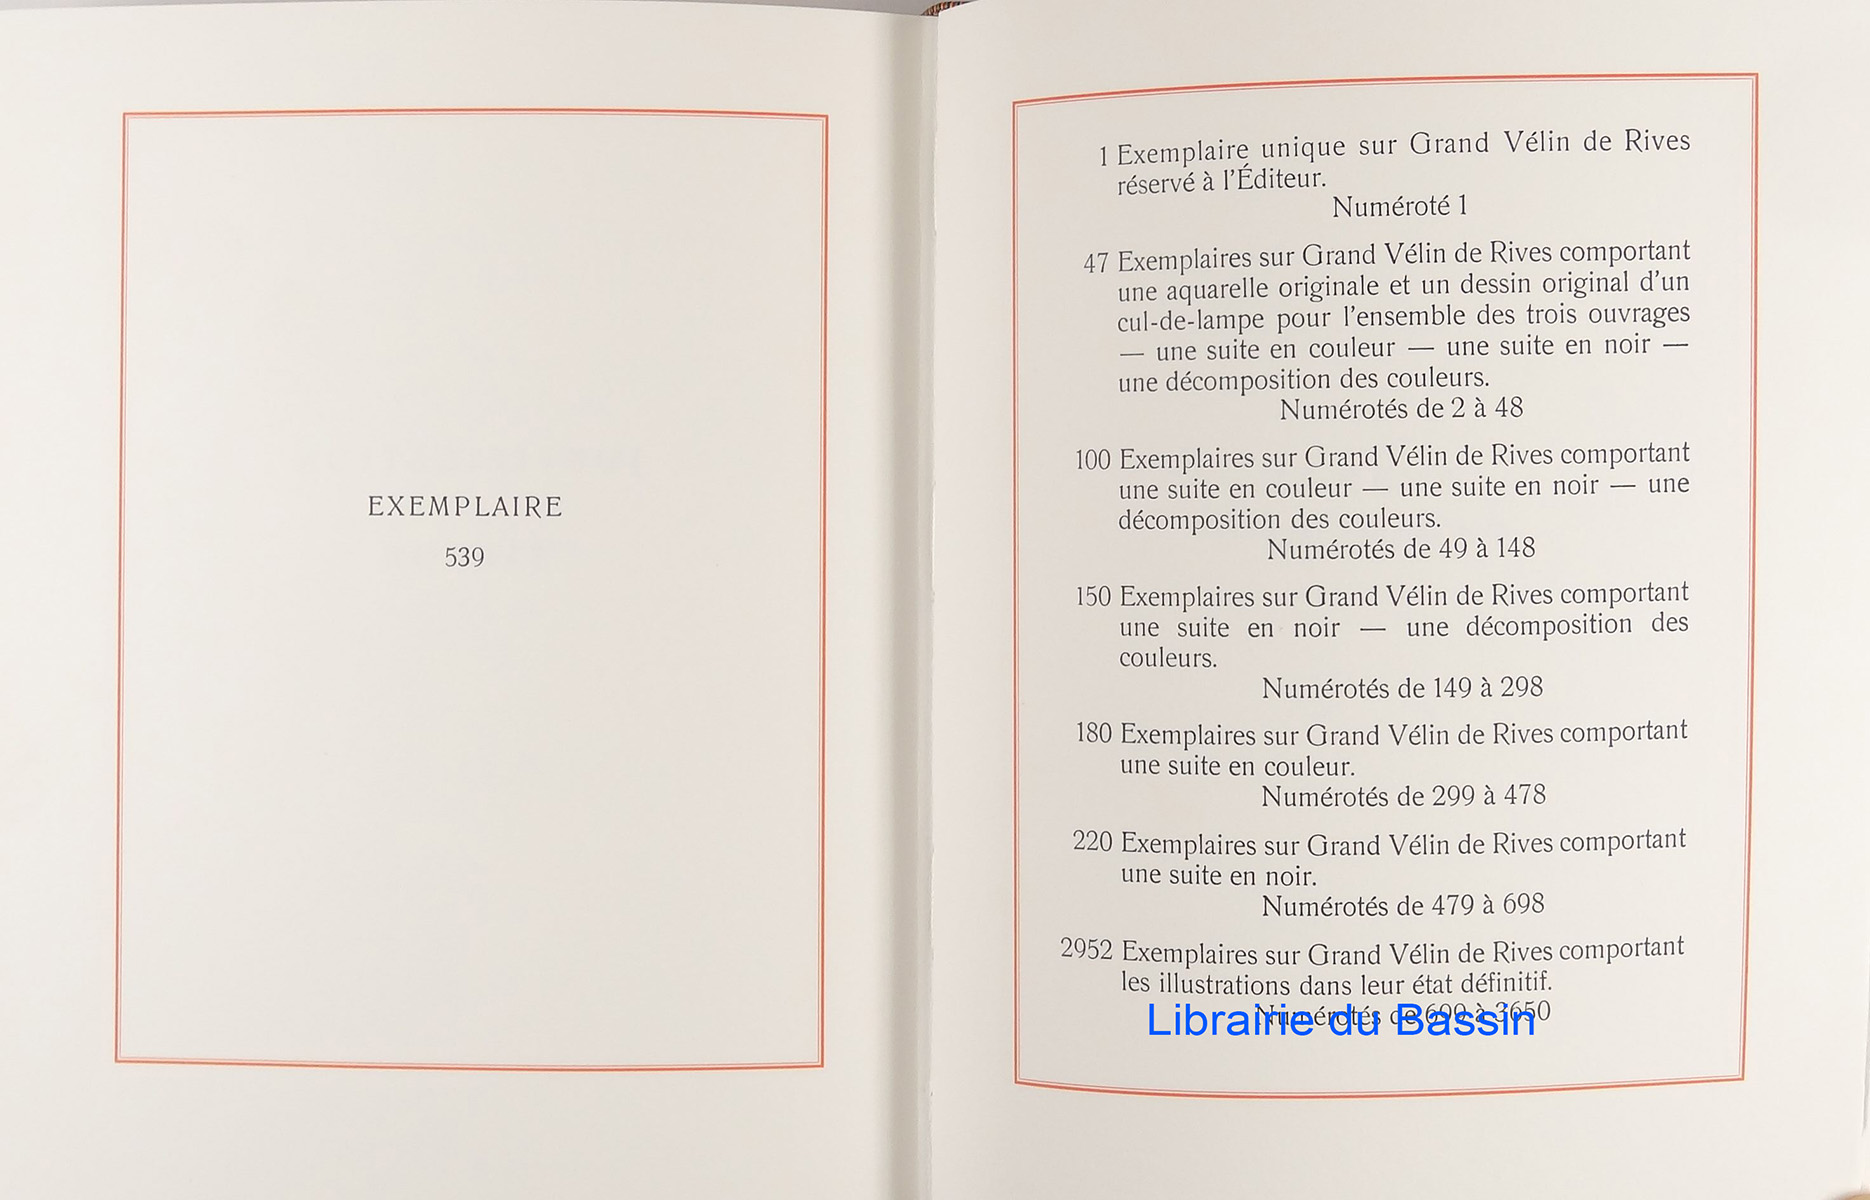 EXEMPLAIRE
539
1 Exemplaire unique sur Grand Vélin de Rives
réservé à l'Éditeur.
Numéroté 1
47 Exemplaires sur Grand Vélin de Rives comportant
une aquarelle originale et un dessin original d'un
cul-de-lampe pour l'ensemble des trois ouvrages
— une suite en couleur — une suite en noir —
une décomposition des couleurs.
Numérotés de 2 à 48
100 Exemplaires sur Grand Vélin de Rives comportant
une suite en couleur — une suite en noir — une
décomposition des couleurs.
Numérotés de 49 à 148
150 Exemplaires sur Grand Vélin de Rives comportant
une suite en noir — une décomposition des
couleurs.
Numérotés de 149 à 298
180 Exemplaires sur Grand Vélin de Rives comportant
une suite en couleur.
Numérotés de 299 à 478
220 Exemplaires sur Grand Vélin de Rives comportant
une suite en noir.
Numérotés de 479 à 698
2952 Exemplaires sur Grand Vélin de Rives comportant
les illustrations dans leur état définitif.
Numérotés de 699 à 3650
Librairie du Bassin